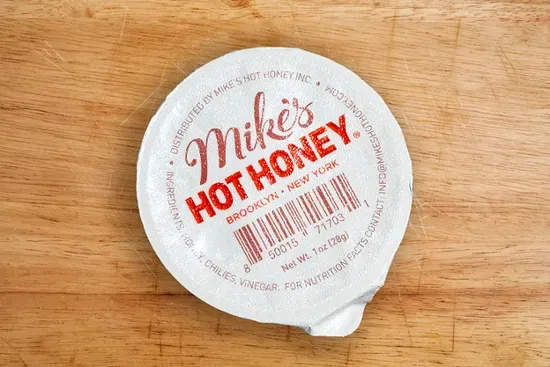 • DISTRIBUTED BY MIKE'S HOT HONEY INC. • MIKESHOTHONEY.COM
Mike's
HOT HONEY®
BROOKLYN • NEW YORK
8 50015 71703 1
Net Wt. 1oz (28g)
• INGREDIENTS: HONEY, CHILIES, VINEGAR. FOR NUTRITION FACTS CONTACT: INFO@MIKESHOTHONEY.COM